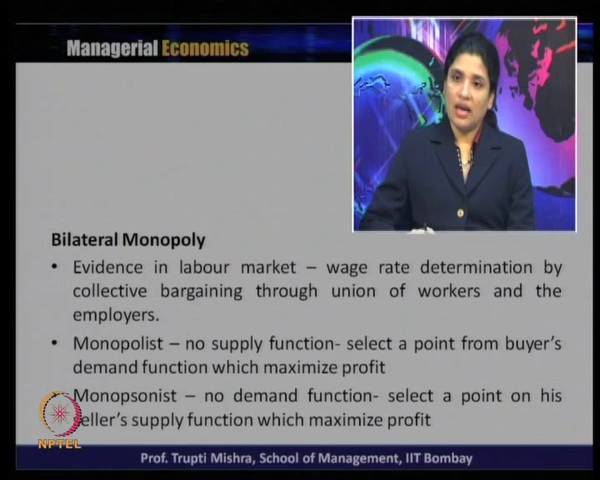 Managerial Economics
Bilateral Monopoly
• Evidence in labour market – wage rate determination by
collective bargaining through union of workers and the
employers.
• Monopolist – no supply function- select a point from buyer's
demand function which maximize profit
Monopsonist – no demand function- select a point on his
seller's supply function which maximize profit
NPTEL
Prof. Trupti Mishra, School of Management, IIT Bombay